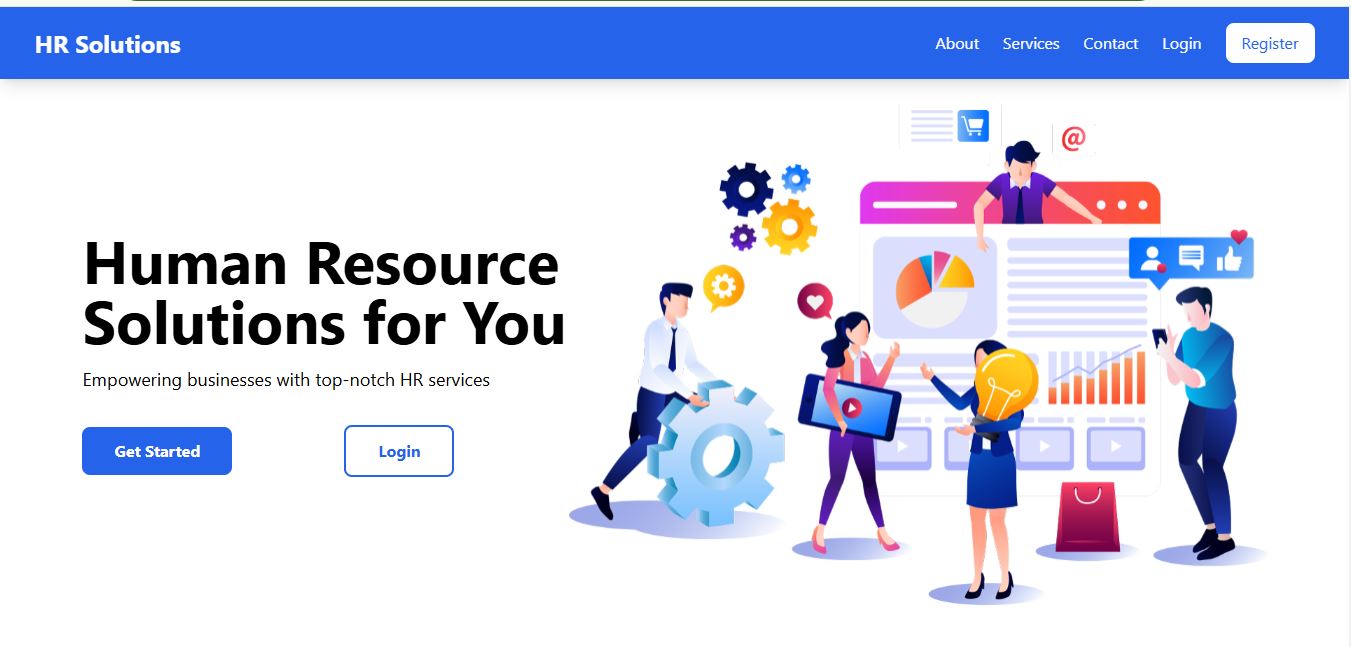 HR Solutions
About Services Contact Login Register
@
Human Resource
Solutions for You
Empowering businesses with top-notch HR services
Get Started Login